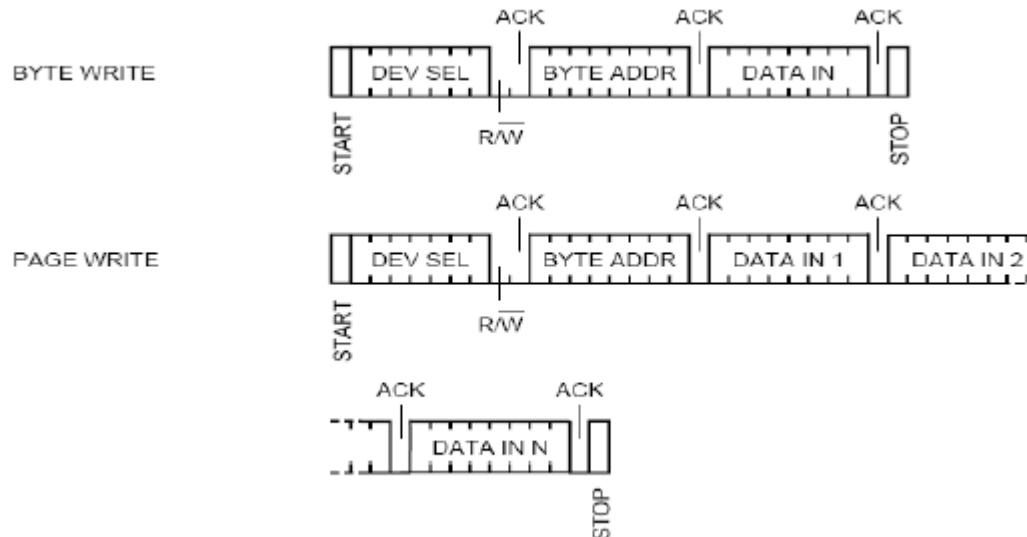 ACK ACK ACK
BYTE WRITE DEV SEL BYTE ADDR DATA IN
R/W
START STOP
ACK ACK ACK
PAGE WRITE DEV SEL BYTE ADDR DATA IN 1 DATA IN 2
R/W
START
ACK ACK
DATA IN N
STOP